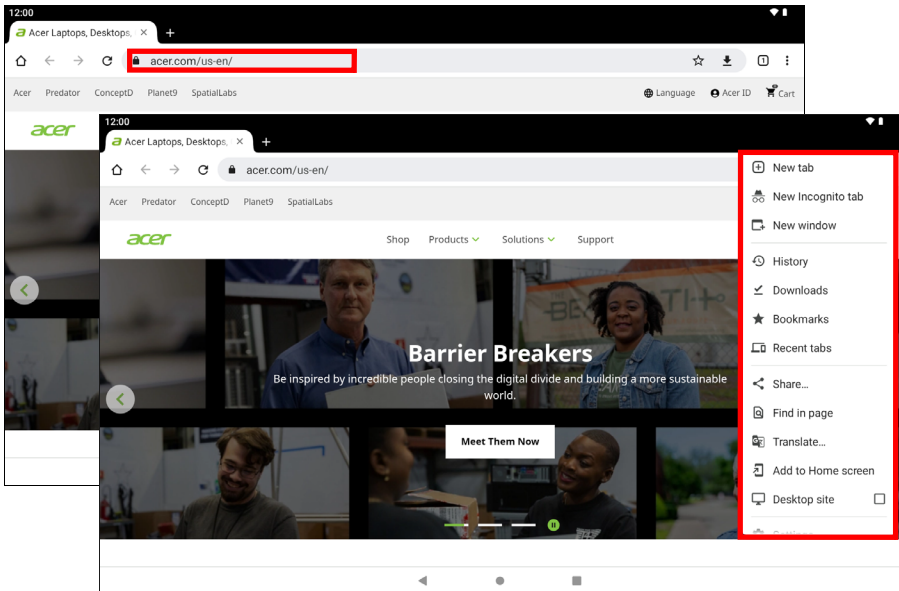 12:00
Acer Laptops, Desktops,
acer.com/us-en/
1
Acer Predator ConceptD Planet9 SpatialLabs
Language Acer ID Cart
acer
12:00
Acer Laptops, Desktops,
acer.com/us-en/
Acer Predator ConceptD Planet9 SpatialLabs
acer
Shop Products Solutions Support
Barrier Breakers
Be inspired by incredible people closing the digital divide and building a more sustainable
world.
Meet Them Now
New tab
New Incognito tab
New window
History
Downloads
Bookmarks
Recent tabs
Share...
Find in page
Translate...
Add to Home screen
Desktop site
Settings